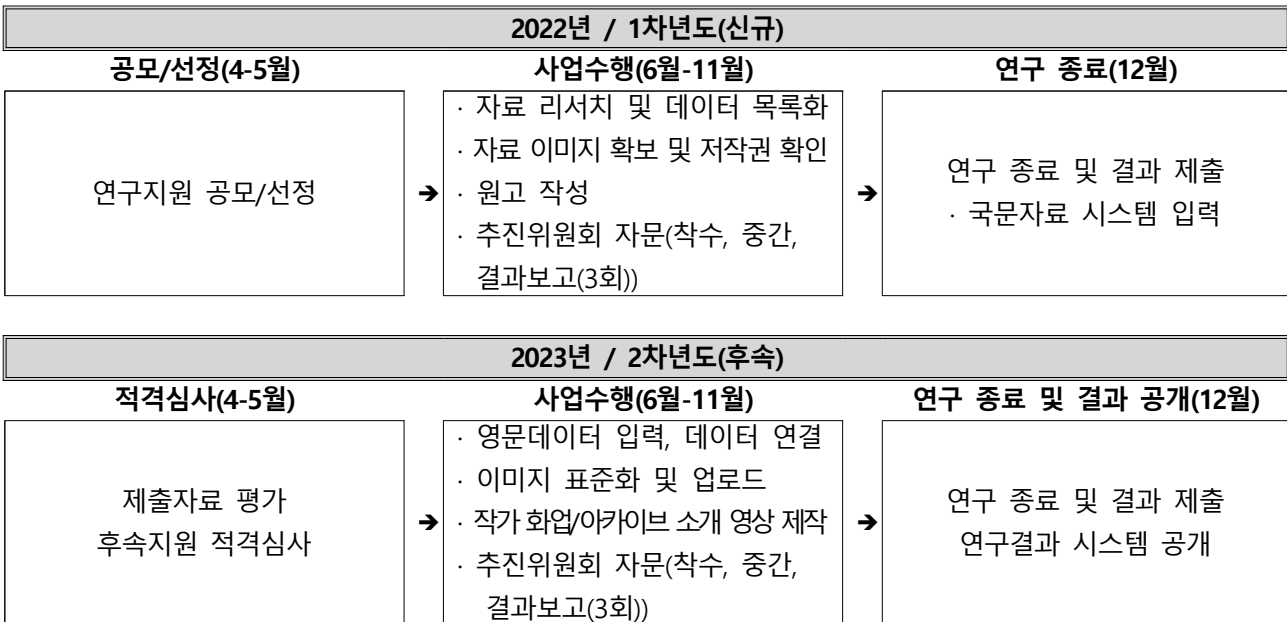 2022년 / 1차년도(신규)
공모/선정(4-5월)
사업수행(6월-11월)
연구 종료(12월)
연구지원 공모/선정
➔
· 자료 리서치 및 데이터 목록화
· 자료 이미지 확보 및 저작권 확인
· 원고 작성
· 추진위원회 자문(착수, 중간,
결과보고(3회))
➔
연구 종료 및 결과 제출
· 국문자료 시스템 입력
2023년 / 2차년도(후속)
적격심사(4-5월)
사업수행(6월-11월)
연구 종료 및 결과 공개(12월)
제출자료 평가
후속지원 적격심사
➔
· 영문데이터 입력, 데이터 연결
· 이미지 표준화 및 업로드
· 작가 화업/아카이브 소개 영상 제작
· 추진위원회 자문(착수, 중간,
결과보고(3회))
➔
연구 종료 및 결과 제출
연구결과 시스템 공개